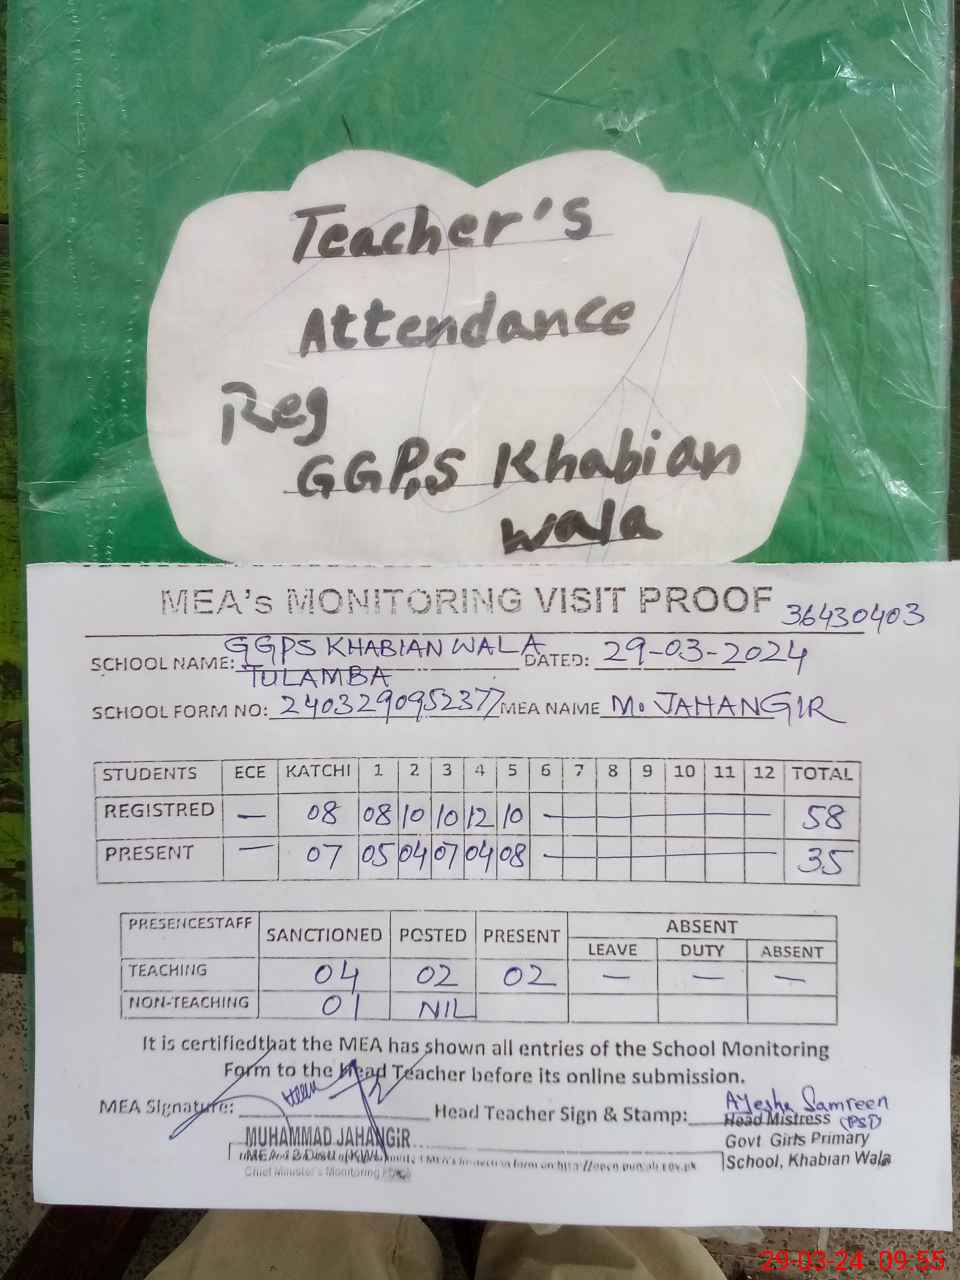 Teacher's
Attendance
Reg
GGPS Khabian
wala
MEA's MONITORING VISIT PROOF 36430403
SCHOOL NAME: GGPS KHABIAN WALA TULAMBA DATED: 29-03-2024
SCHOOL FORM NO: 2403290952377 MEA NAME M. JAHANGIR
STUDENTS ECE KATCHI 1 2 3 4 5 6 7 8 9 10 11 12 TOTAL
REGISTRED — 08 08 10 10 12 10 — 58
PRESENT — 07 05 04 07 04 08 — 35
PRESENCESTAFF SANCTIONED POSTED PRESENT ABSENT
LEAVE DUTY ABSENT
TEACHING 04 02 02 — — —
NON-TEACHING 01 NIL
It is certifiedthat the MEA has shown all entries of the School Monitoring
Form to the Head Teacher before its online submission.
MEA Signature: Head Teacher Sign & Stamp: Ayesha Samreen
Head Mistress (PST)
MUHAMMAD JAHANGIR Govt Girls Primary
School, Khabian Wala
Chief Minister's Monitoring
29-03-24 09:55